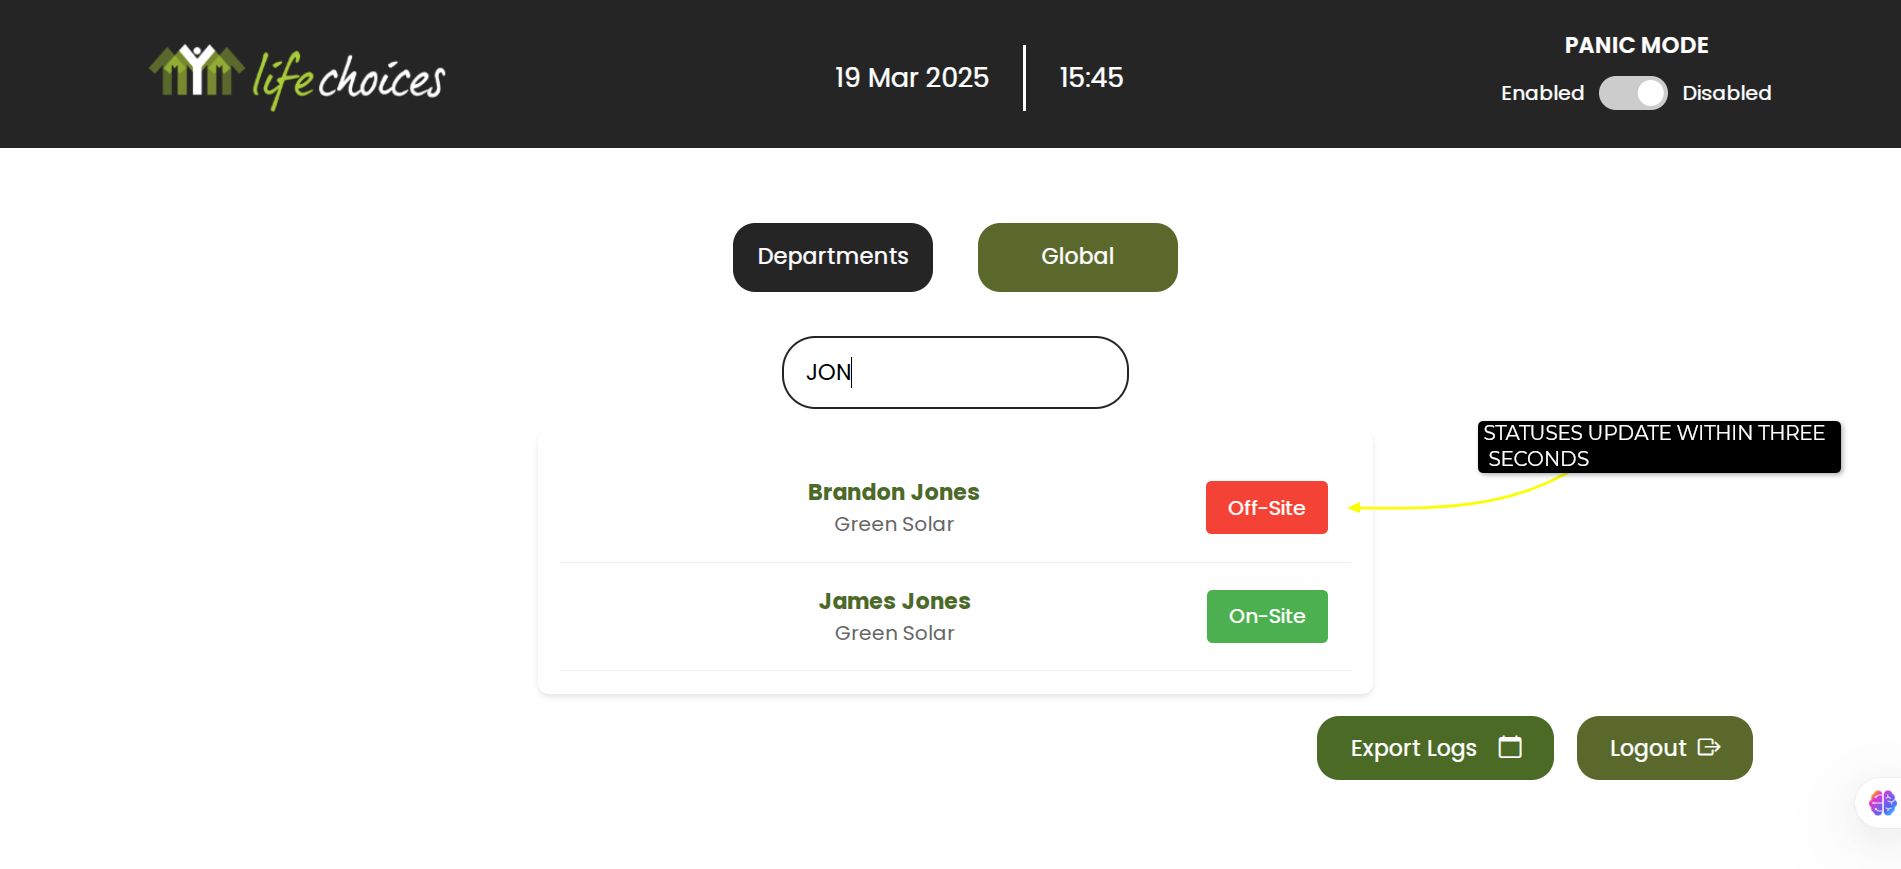 life choices
19 Mar 2025
15:45
PANIC MODE
Enabled
Disabled
Departments
Global
JON
STATUSES UPDATE WITHIN THREE
SECONDS
Brandon Jones
Green Solar
Off-Site
James Jones
Green Solar
On-Site
Export Logs
Logout